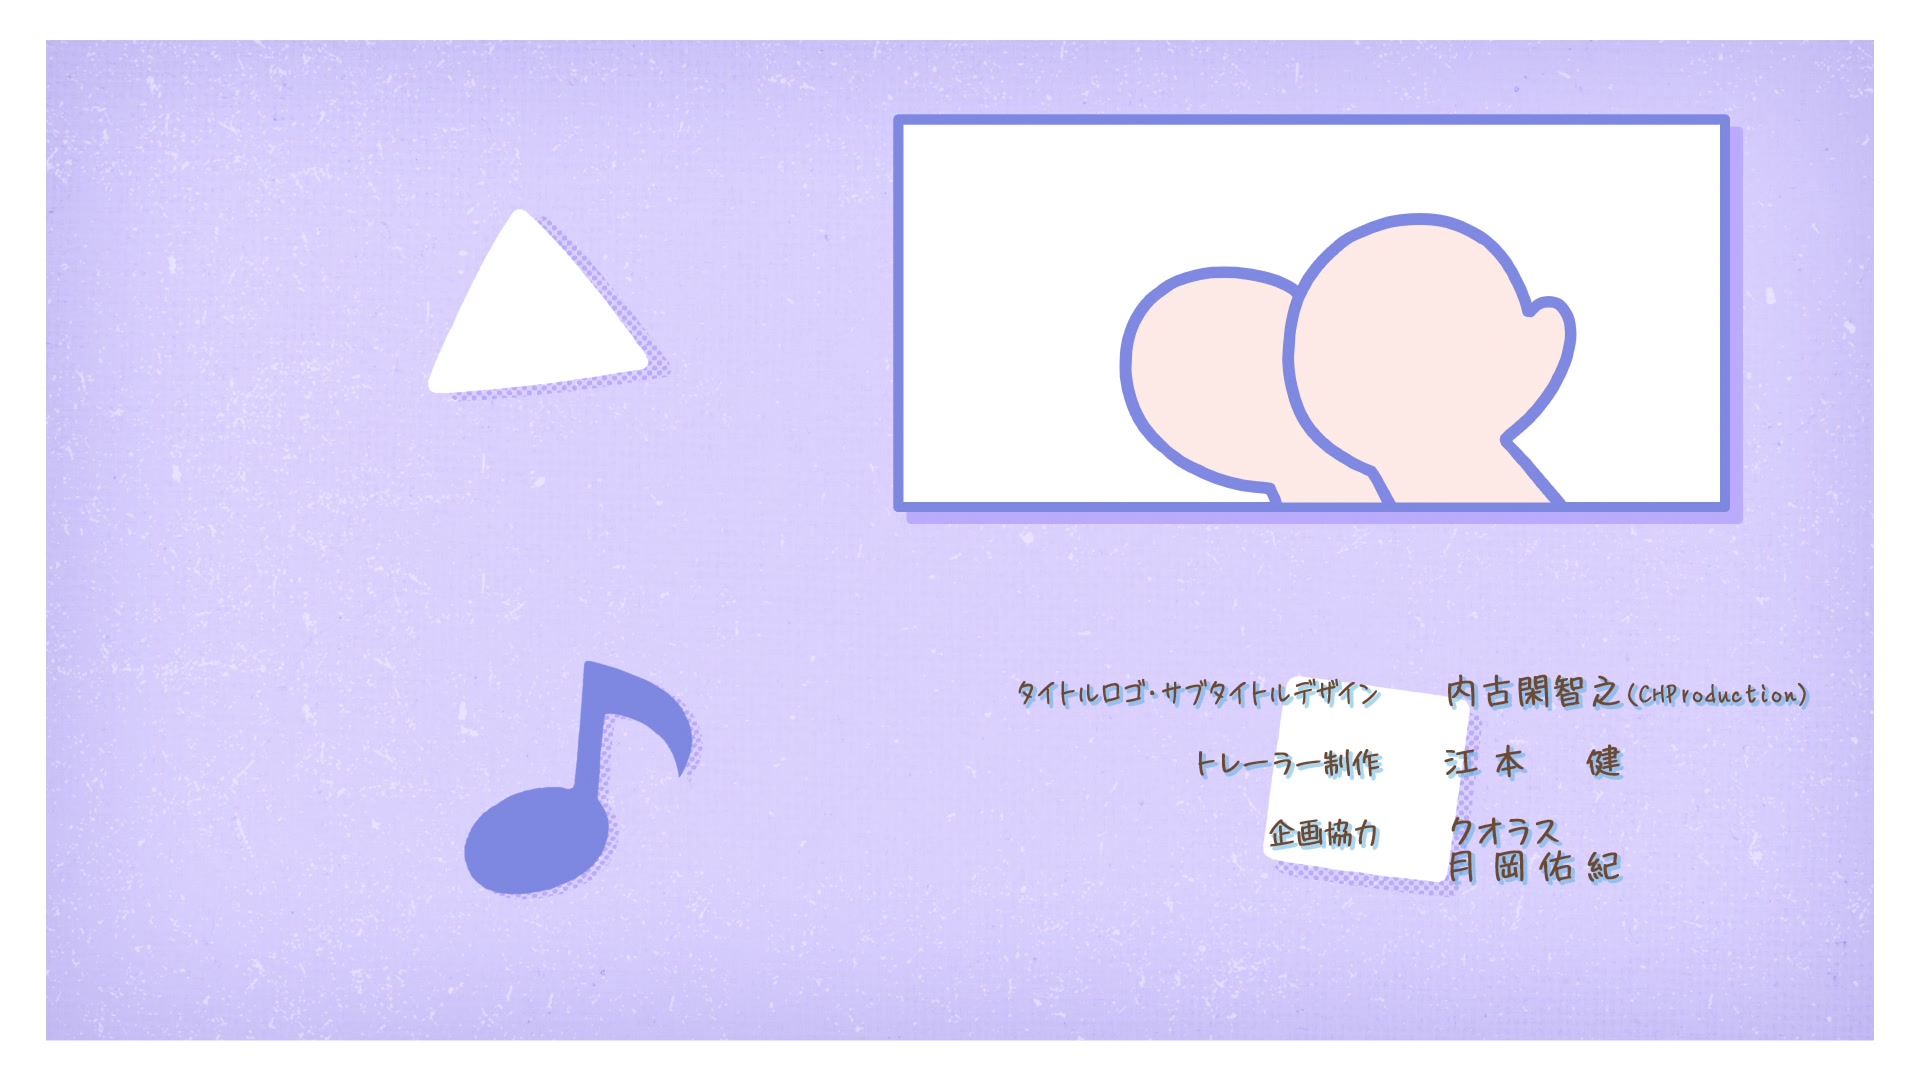 タイトルロゴ・サブタイトルデザイン　内古閑智之(CHProduction)
トレーラー制作　江本　健
企画協力　クオラス
月岡佑紀